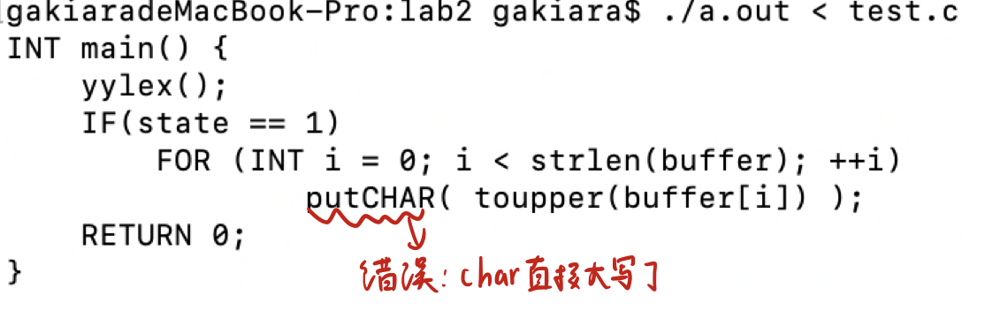 gakiaradeMacBook-Pro:lab2 gakiara$ ./a.out < test.c
INT main() {
    yylex();
    IF(state == 1)
        FOR (INT i = 0; i < strlen(buffer); ++i)
                putCHAR( toupper(buffer[i]) );
    RETURN 0;
}
错误: char直接大写了